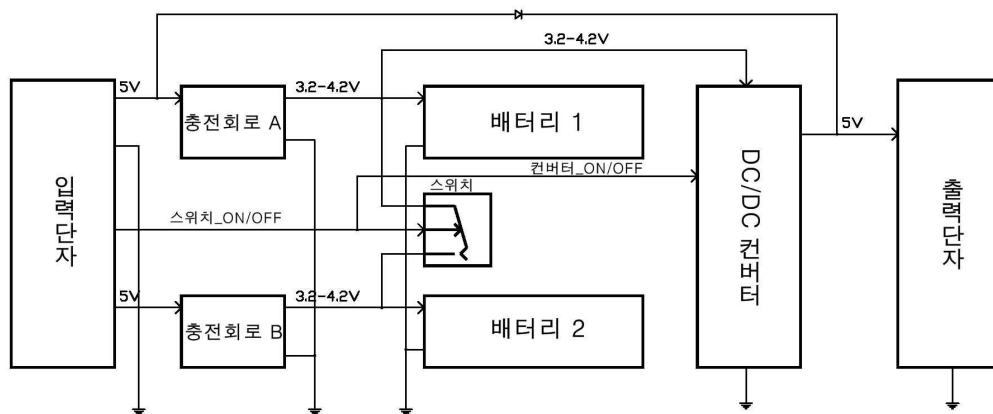 3.2-4.2V
5V
3.2-4.2V
충전회로 A
배터리 1
5V
컨버터_ON/OFF
스위치
입력단자
스위치_ON/OFF
DC/DC 컨버터
출력단자
5V
3.2-4.2V
충전회로 B
배터리 2